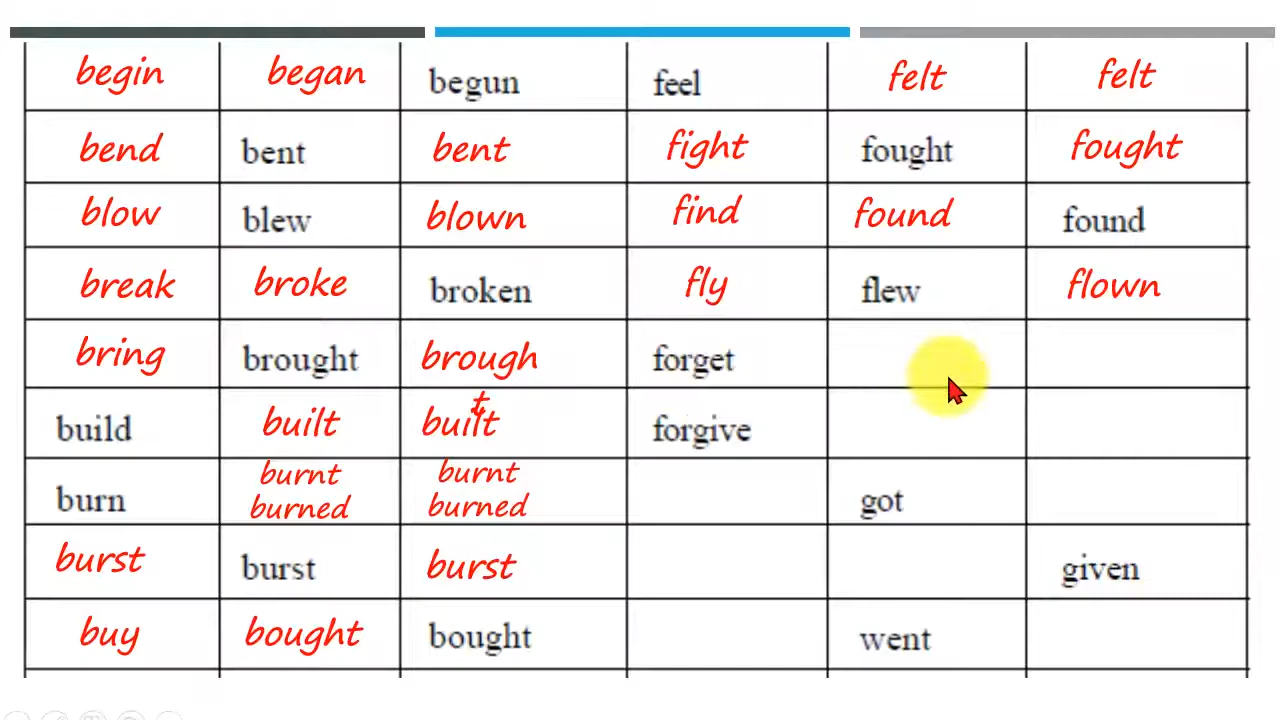 begin began begun feel felt felt
bend bent bent fight fought fought
blow blew blown find found found
break broke broken fly flew flown
bring brought brough forget
t
build built built forgive
burnt burnt
burn burned burned got
burst burst burst given
buy bought bought went